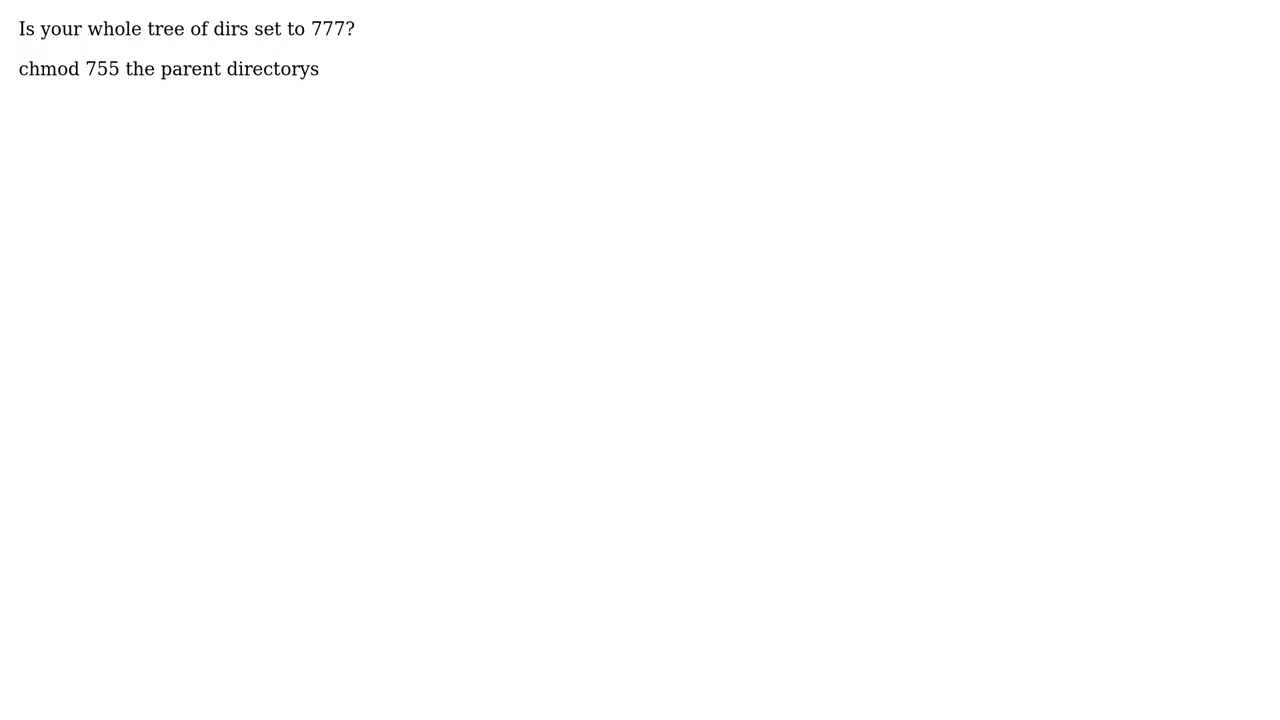 Is your whole tree of dirs set to 777?
chmod 755 the parent directorys